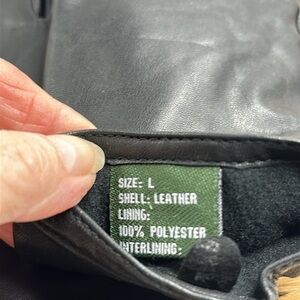 SIZE: L
SHELL: LEATHER
LINING:
100% POLYESTER
INTERLINING: